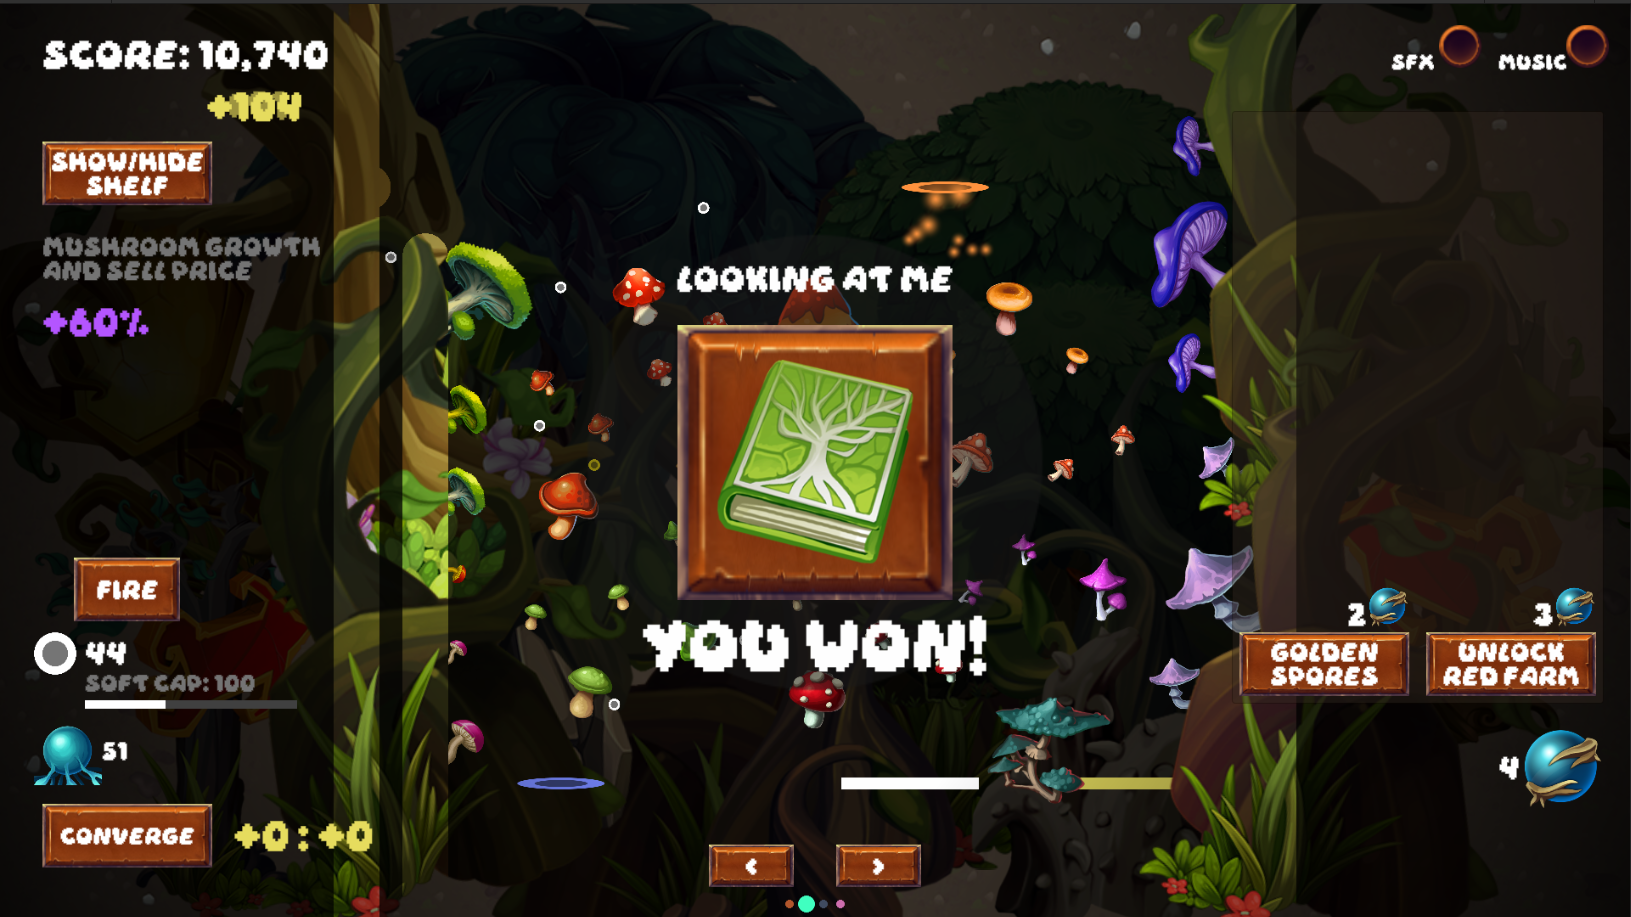 SCORE: 10,740
+104
SFX
MUSIC
SHOW/HIDE
SHELF
MUSHROOM GROWTH
AND SELL PRICE
+60%
LOOKING AT ME
YOU WON!
FIRE
44
SOFT CAP: 100
51
CONVERGE
+0 : +0
<
>
2
GOLDEN
SPORES
3
UNLOCK
RED FARM
4